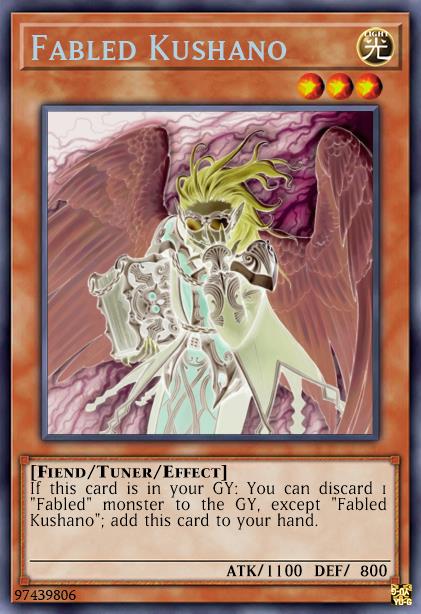 Fabled Kushano
LIGHT
光
[Fiend/Tuner/Effect]
If this card is in your GY: You can discard 1
"Fabled" monster to the GY, except "Fabled
Kushano"; add this card to your hand.
ATK/1100 DEF/ 800
97439806